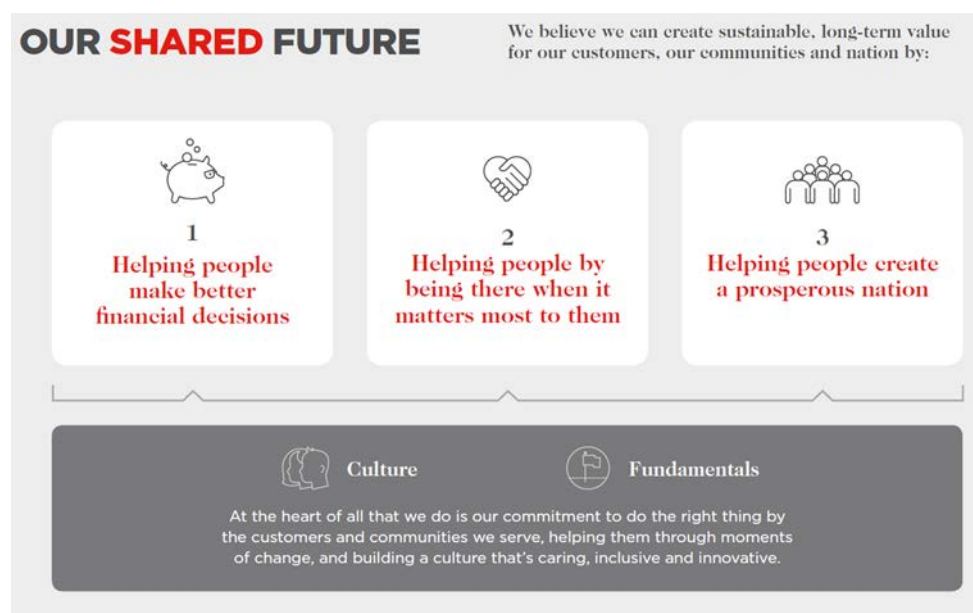 OUR SHARED FUTURE
We believe we can create sustainable, long-term value
for our customers, our communities and nation by:
1
Helping people
make better
financial decisions
2
Helping people by
being there when it
matters most to them
3
Helping people create
a prosperous nation
Culture
Fundamentals
At the heart of all that we do is our commitment to do the right thing by
the customers and communities we serve, helping them through moments
of change, and building a culture that's caring, inclusive and innovative.